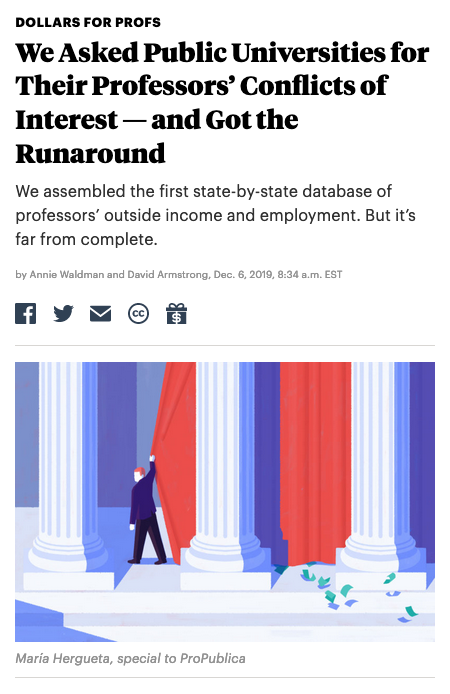 DOLLARS FOR PROFS
We Asked Public Universities for
Their Professors’ Conflicts of
Interest — and Got the
Runaround
We assembled the first state-by-state database of
professors’ outside income and employment. But it’s
far from complete.
by Annie Waldman and David Armstrong, Dec. 6, 2019, 8:34 a.m. EST
cc
$
María Hergueta, special to ProPublica